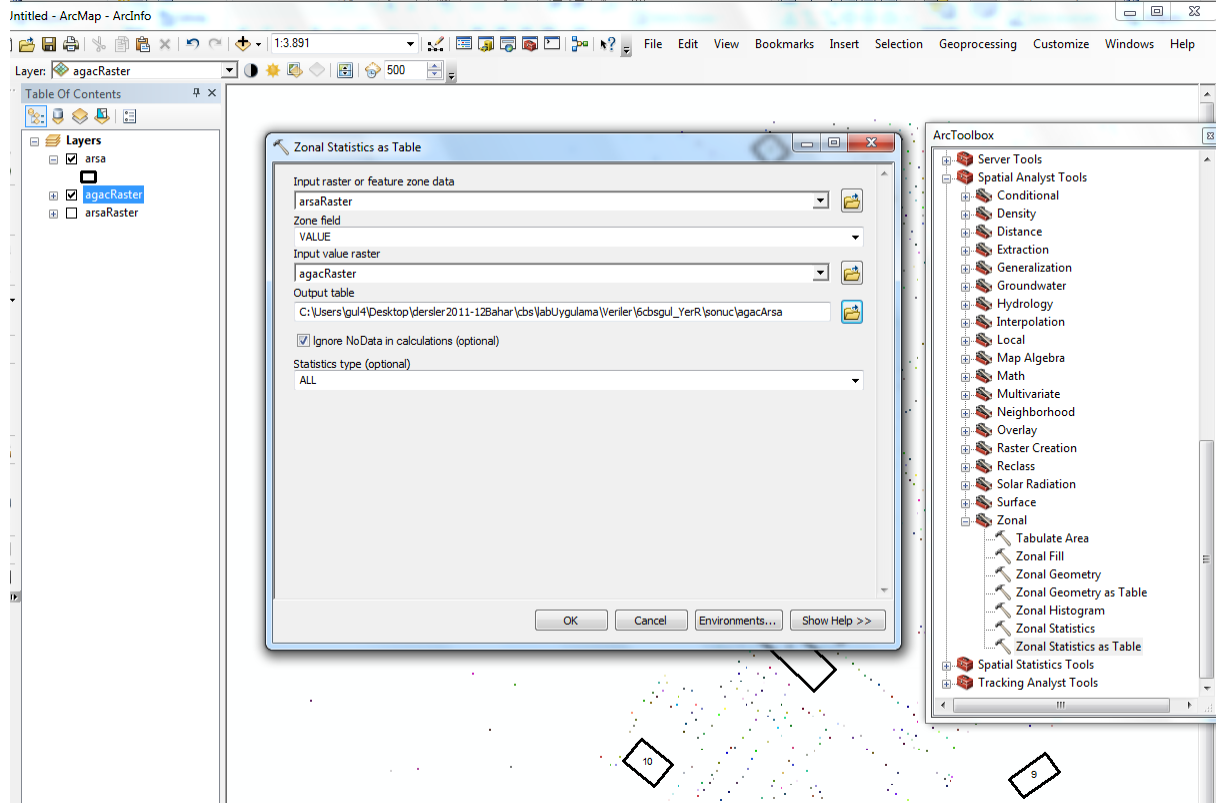 Untitled - ArcMap - ArcInfo
1:3.891
File Edit View Bookmarks Insert Selection Geoprocessing Customize Windows Help
Layer: agacRaster
500
Table Of Contents
Layers
arsa
agacRaster
arsaRaster
Zonal Statistics as Table
Input raster or feature zone data
arsaRaster
Zone field
VALUE
Input value raster
agacRaster
Output table
C:\Users\gul4\Desktop\dersler2011-12Bahar\cbs\labUygulama\Veriler\6cbsgul_YerR\sonuc\agacArsa
Ignore NoData in calculations (optional)
Statistics type (optional)
ALL
OK Cancel Environments... Show Help >>
ArcToolbox
Server Tools
Spatial Analyst Tools
Conditional
Density
Distance
Extraction
Generalization
Groundwater
Hydrology
Interpolation
Local
Map Algebra
Math
Multivariate
Neighborhood
Overlay
Raster Creation
Reclass
Solar Radiation
Surface
Zonal
Tabulate Area
Zonal Fill
Zonal Geometry
Zonal Geometry as Table
Zonal Histogram
Zonal Statistics
Zonal Statistics as Table
Spatial Statistics Tools
Tracking Analyst Tools
10
9